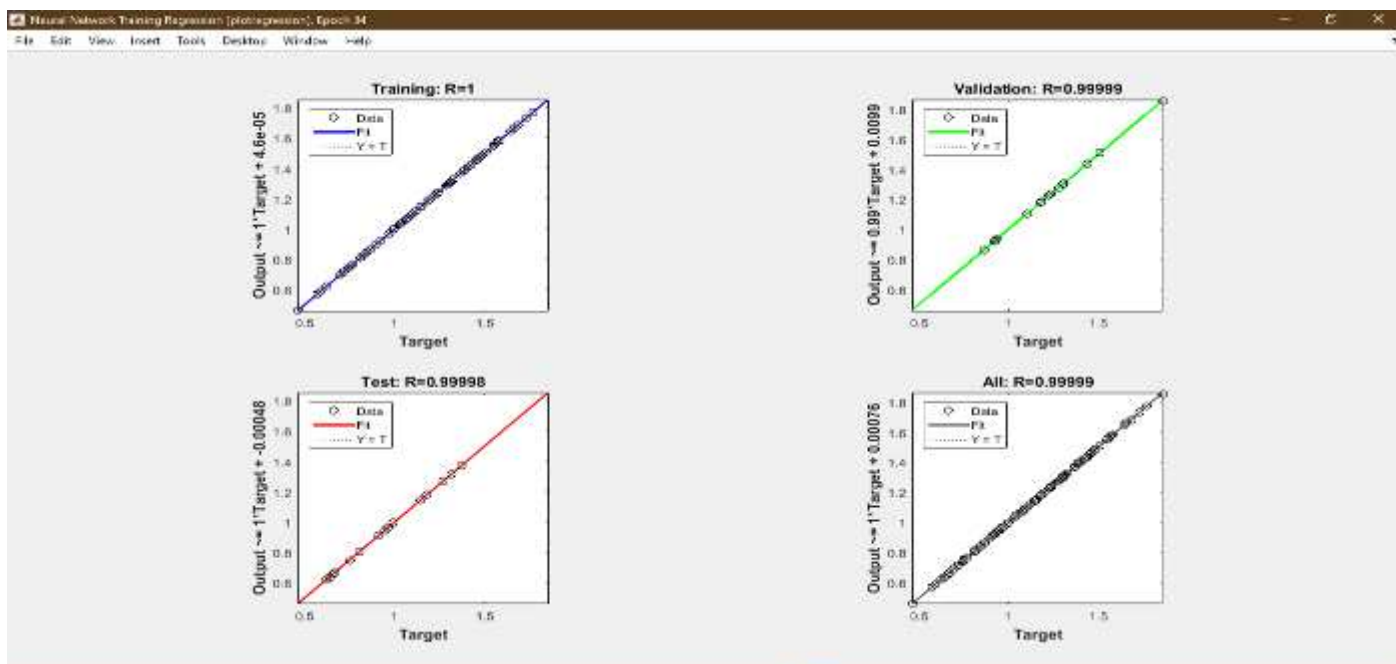 Neural Network Training Regression (plotregression), Epoch 34
File Edit View Insert Tools Desktop Window Help
Training: R=1
Output ~= 1*Target + 4.6e-05
1.8
1.6
1.4
1.2
1
0.8
0.6
Data
Fit
Y = T
0.5 1 1.5
Target
Validation: R=0.99999
Output ~= 0.99*Target + 0.0099
1.8
1.6
1.4
1.2
1
0.8
0.6
Data
Fit
Y = T
0.5 1 1.5
Target
Test: R=0.99998
Output ~= 1*Target + -0.00048
1.8
1.6
1.4
1.2
1
0.8
0.6
Data
Fit
Y = T
0.5 1 1.5
Target
All: R=0.99999
Output ~= 1*Target + 0.00076
1.8
1.6
1.4
1.2
1
0.8
0.6
Data
Fit
Y = T
0.5 1 1.5
Target